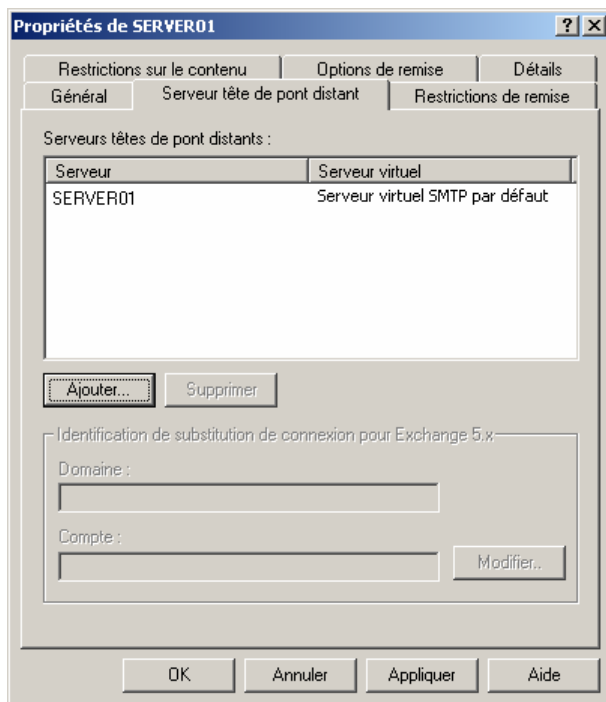 Propriétés de SERVER01
Restrictions sur le contenu Options de remise Détails
Général Serveur tête de pont distant Restrictions de remise
Serveurs têtes de pont distants :
Serveur Serveur virtuel
SERVER01 Serveur virtuel SMTP par défaut
Ajouter... Supprimer
Identification de substitution de connexion pour Exchange 5.x
Domaine :
Compte :
Modifier..
OK Annuler Appliquer Aide